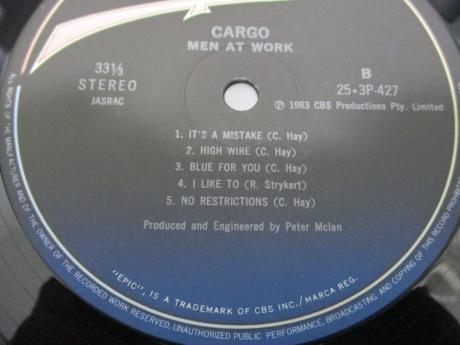 CARGO
MEN AT WORK
33⅓
STEREO
JASRAC
B
25・3P-427
Ⓟ 1983 CBS Productions Pty. Limited
1. IT'S A MISTAKE (C. Hay)
2. HIGH WIRE (C. Hay)
3. BLUE FOR YOU (C. Hay)
4. I LIKE TO (R. Strykert)
5. NO RESTRICTIONS (C. Hay)
Produced and Engineered by Peter Mclan
"EPIC", IS A TRADEMARK OF CBS INC./MARCA REG.
ALL RIGHTS OF THE MANUFACTURER AND OF THE OWNER OF THE RECORDED WORK RESERVED. UNAUTHORIZED PUBLIC PERFORMANCE, BROADCASTING AND COPYING OF THIS RECORD